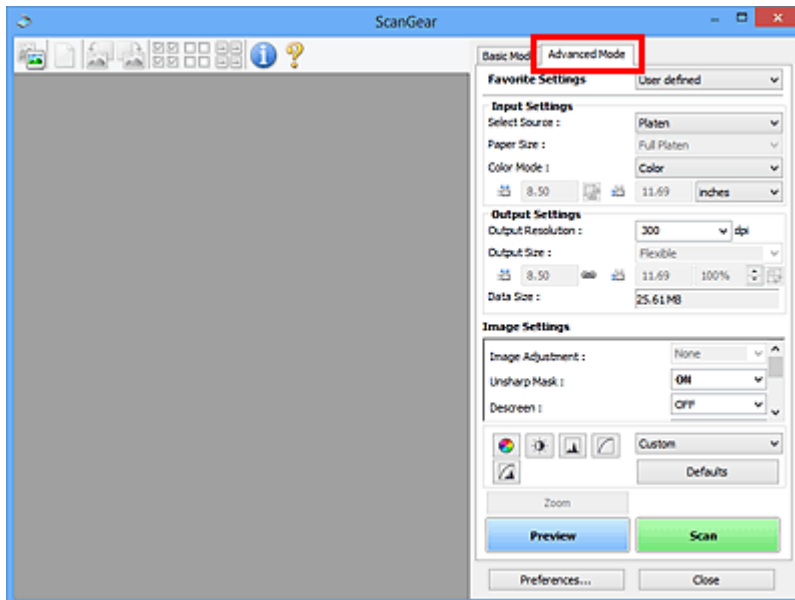 ScanGear
Basic Mode Advanced Mode
Favorite Settings User defined
Input Settings
Select Source : Platen
Paper Size : Full Platen
Color Mode : Color
8.50 11.69 inches
Output Settings
Output Resolution : 300 dpi
Output Size : Flexible
8.50 11.69 100%
Data Size : 25.61MB
Image Settings
Image Adjustment : None
Unsharp Mask : ON
Descreen : OFF
Custom
Defaults
Zoom
Preview Scan
Preferences... Close